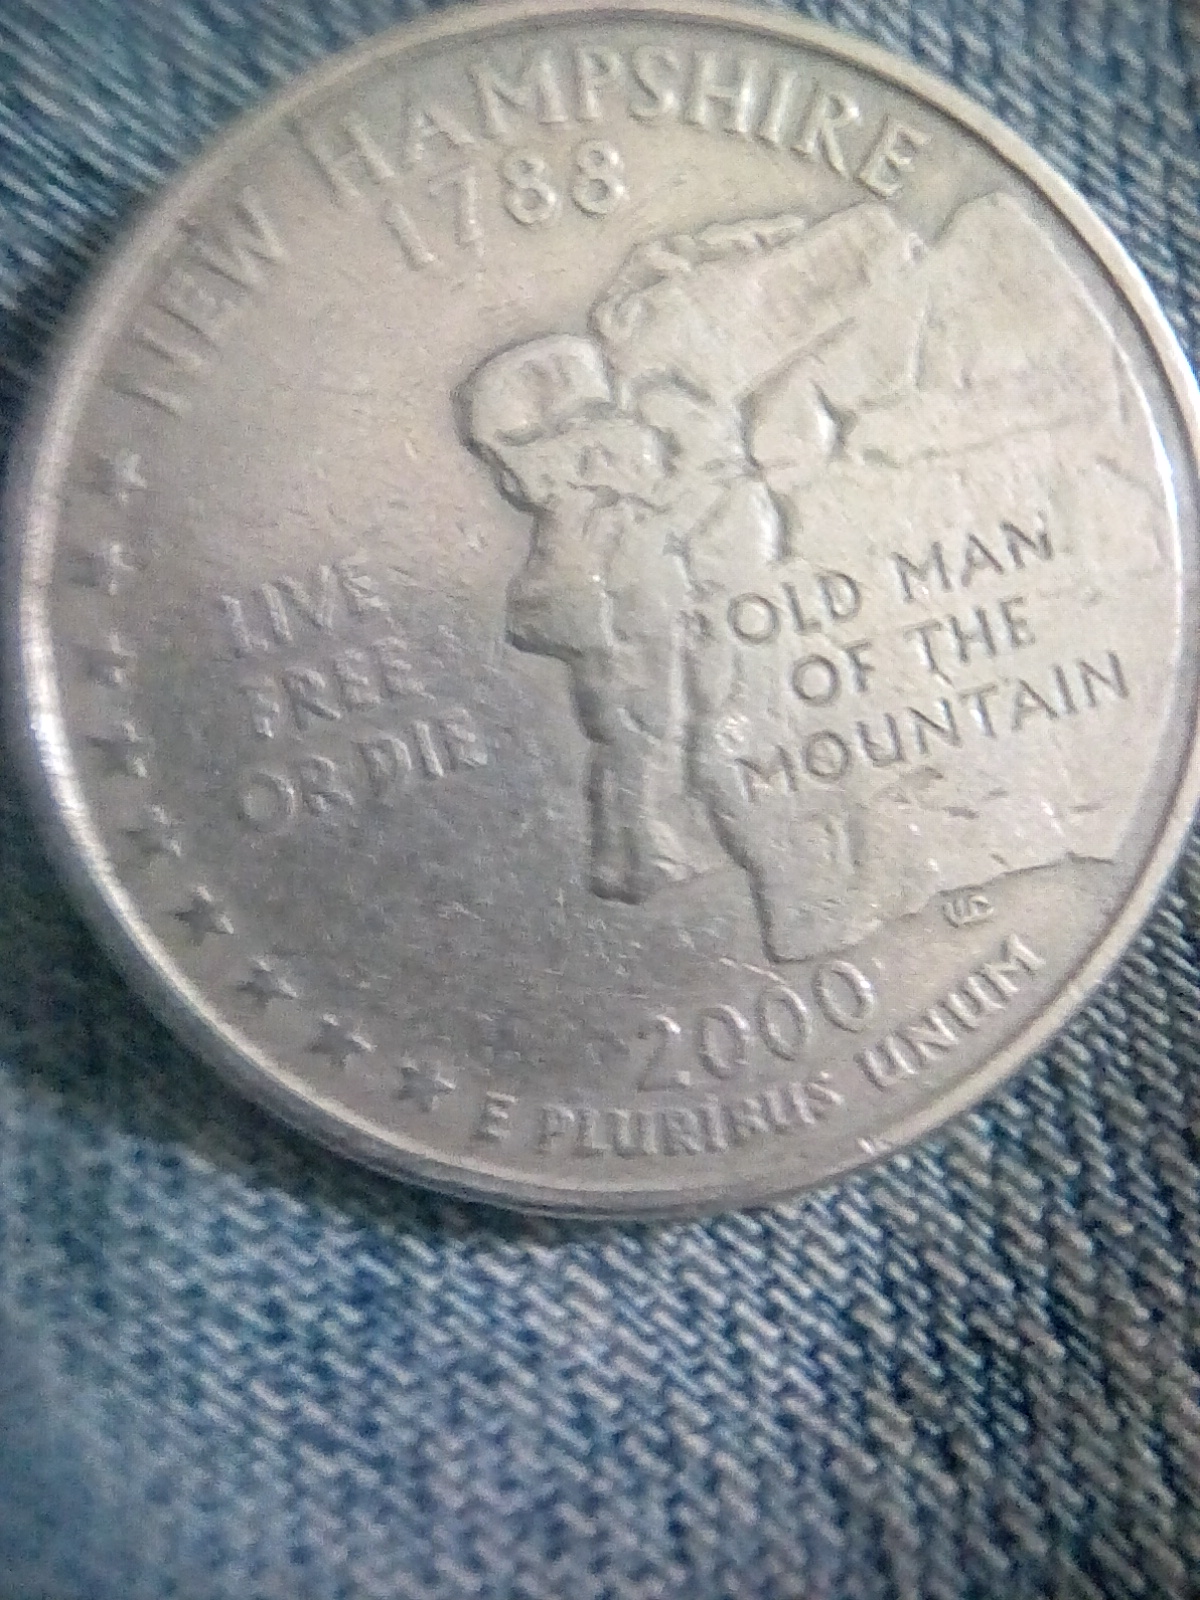 NEW HAMPSHIRE
1788
LIVE
FREE
OR DIE
OLD MAN
OF THE
MOUNTAIN
2000
E PLURIBUS UNUM